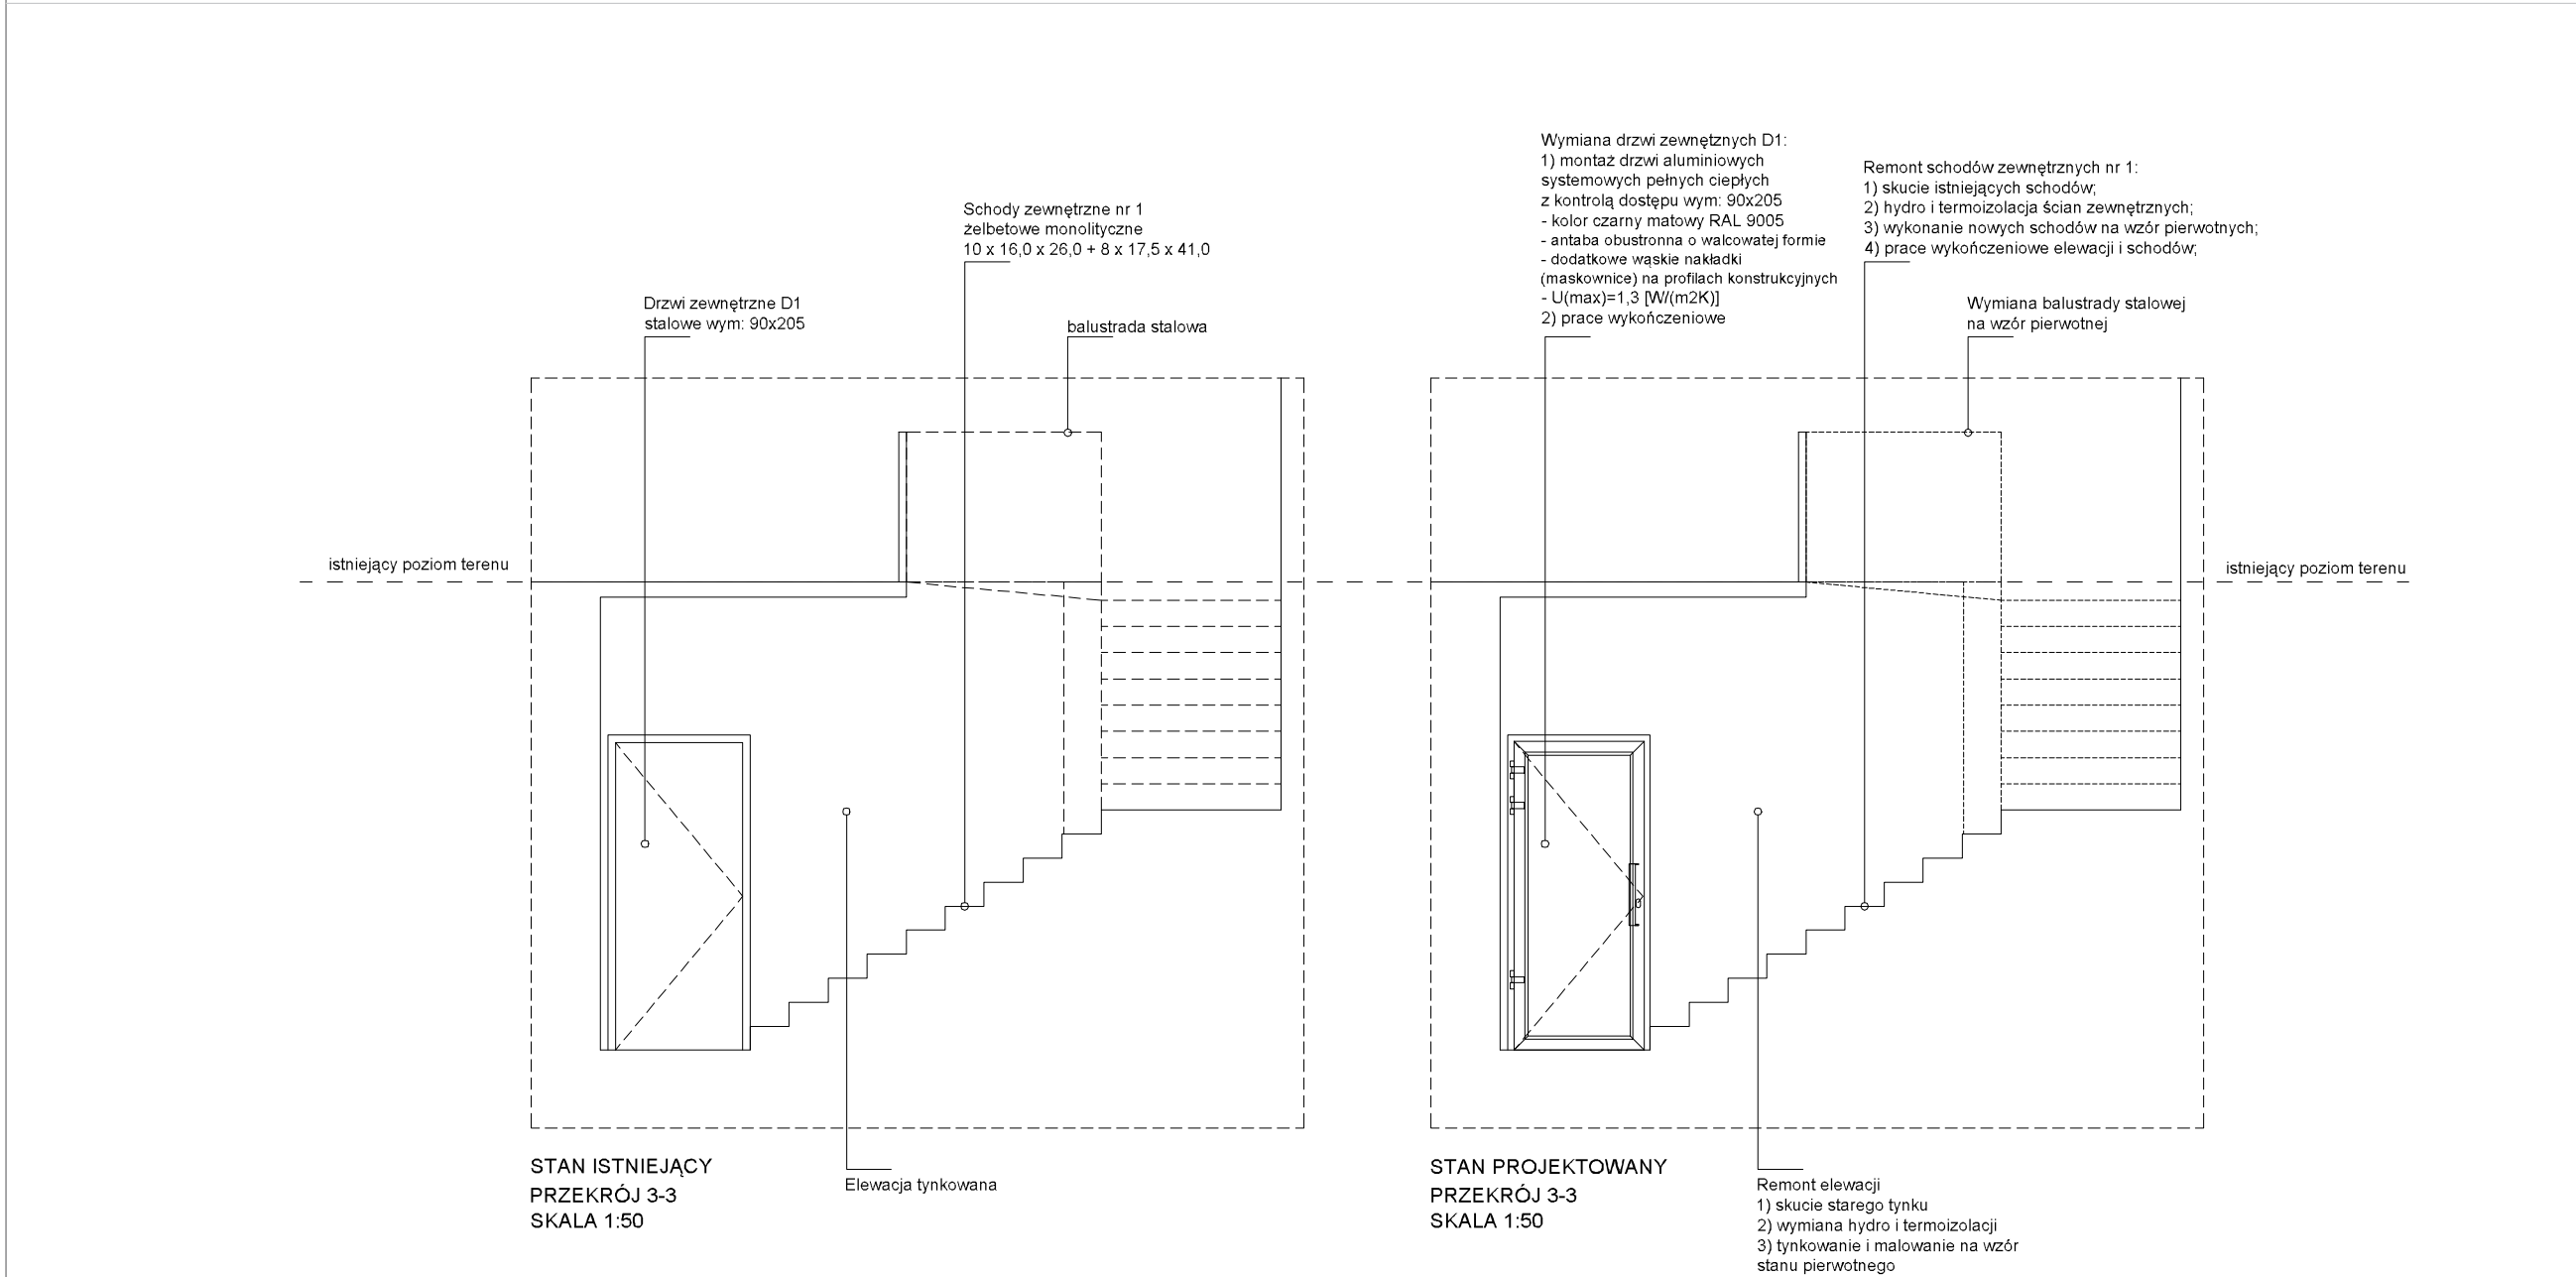 Drzwi zewnętrzne D1
stalowe wym: 90x205
Schody zewnętrzne nr 1
żelbetowe monolityczne
10 x 16,0 x 26,0 + 8 x 17,5 x 41,0
balustrada stalowa
istniejący poziom terenu
Elewacja tynkowana
STAN ISTNIEJĄCY
PRZEKRÓJ 3-3
SKALA 1:50
Wymiana drzwi zewnętznych D1:
1) montaż drzwi aluminiowych
systemowych pełnych ciepłych
z kontrolą dostępu wym: 90x205
- kolor czarny matowy RAL 9005
- antaba obustronna o walcowatej formie
- dodatkowe wąskie nakładki
(maskownice) na profilach konstrukcyjnych
- U(max)=1,3 [W/(m2K)]
2) prace wykończeniowe
Remont schodów zewnętrznych nr 1:
1) skucie istniejących schodów;
2) hydro i termoizolacja ścian zewnętrznych;
3) wykonanie nowych schodów na wzór pierwotnych;
4) prace wykończeniowe elewacji i schodów;
Wymiana balustrady stalowej
na wzór pierwotnej
istniejący poziom terenu
STAN PROJEKTOWANY
PRZEKRÓJ 3-3
SKALA 1:50
Remont elewacji
1) skucie starego tynku
2) wymiana hydro i termoizolacji
3) tynkowanie i malowanie na wzór
stanu pierwotnego